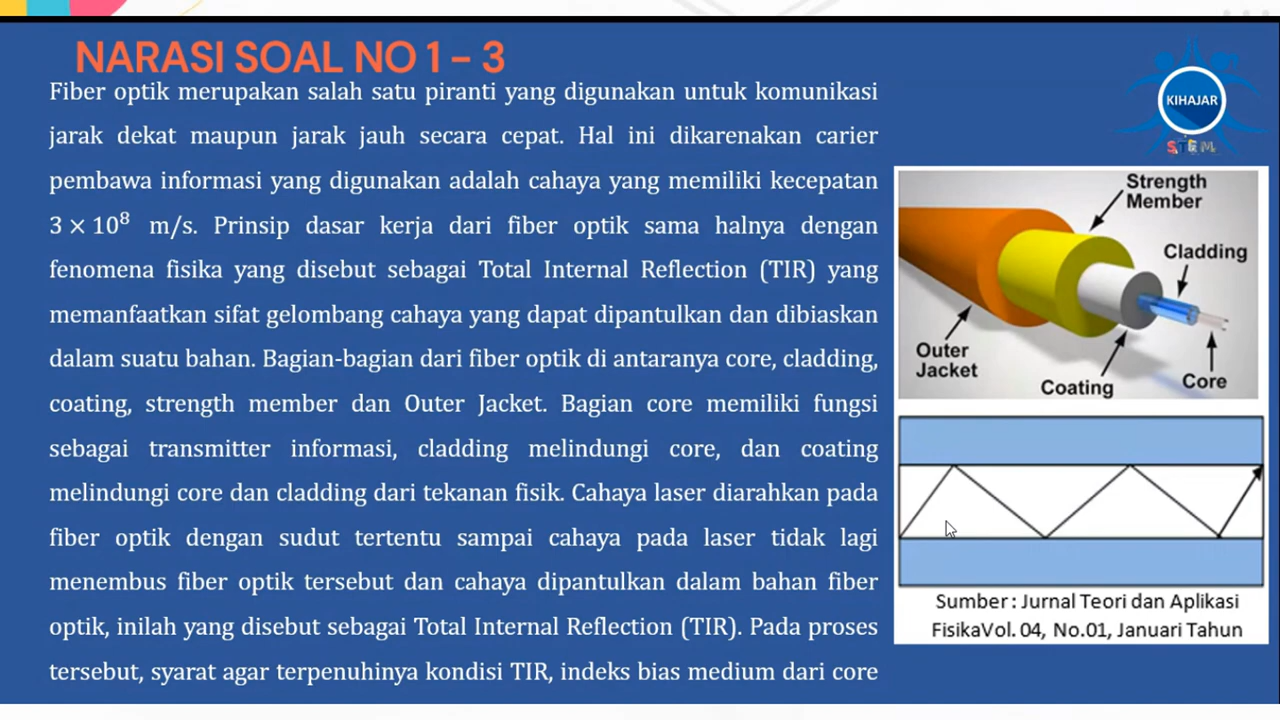 NARASI SOAL NO 1 – 3
Fiber optik merupakan salah satu piranti yang digunakan untuk komunikasi
jarak dekat maupun jarak jauh secara cepat. Hal ini dikarenakan carier
pembawa informasi yang digunakan adalah cahaya yang memiliki kecepatan
3 × 10⁸ m/s. Prinsip dasar kerja dari fiber optik sama halnya dengan
fenomena fisika yang disebut sebagai Total Internal Reflection (TIR) yang
memanfaatkan sifat gelombang cahaya yang dapat dipantulkan dan dibiaskan
dalam suatu bahan. Bagian-bagian dari fiber optik di antaranya core, cladding,
coating, strength member dan Outer Jacket. Bagian core memiliki fungsi
sebagai transmitter informasi, cladding melindungi core, dan coating
melindungi core dan cladding dari tekanan fisik. Cahaya laser diarahkan pada
fiber optik dengan sudut tertentu sampai cahaya pada laser tidak lagi
menembus fiber optik tersebut dan cahaya dipantulkan dalam bahan fiber
optik, inilah yang disebut sebagai Total Internal Reflection (TIR). Pada proses
tersebut, syarat agar terpenuhinya kondisi TIR, indeks bias medium dari core
KIHAJAR
STEM
Strength
Member
Cladding
Outer
Jacket
Coating
Core
Sumber : Jurnal Teori dan Aplikasi
FisikaVol. 04, No.01, Januari Tahun